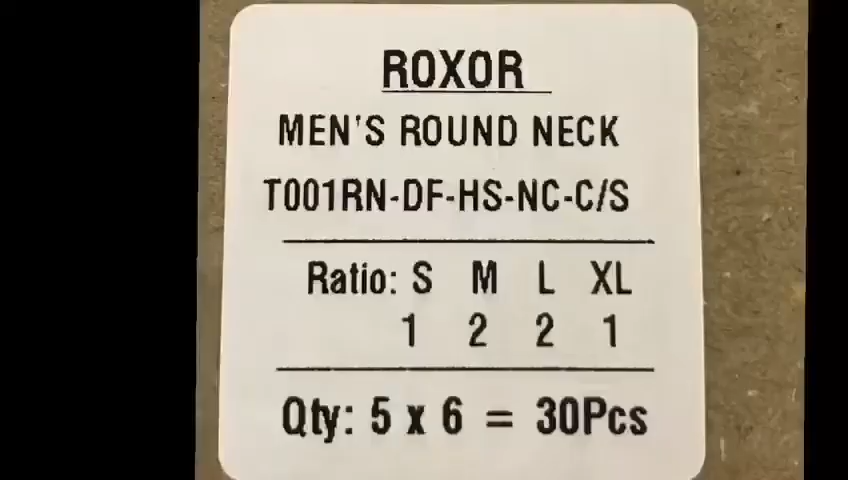 ROXOR
MEN'S ROUND NECK
T001RN-DF-HS-NC-C/S
Ratio: S M L XL
1 2 2 1
Qty: 5 x 6 = 30Pcs